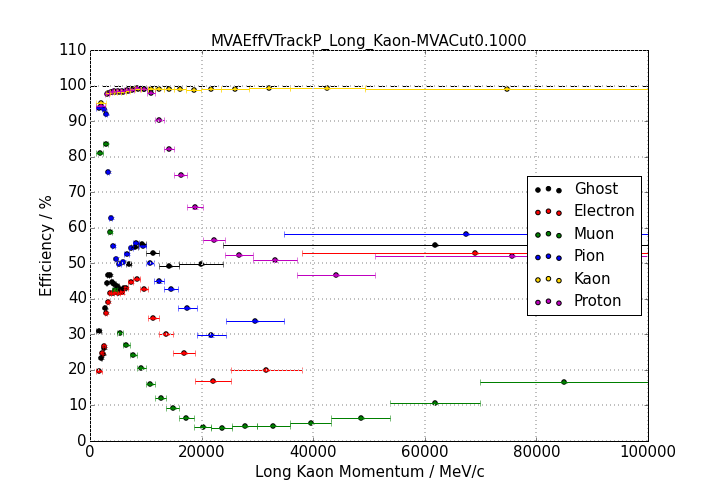 MVAEffVTrackP_Long_Kaon-MVACut0.1000
110
100
90
80
70
60
50
40
30
20
10
0
Efficiency / %
Ghost
Electron
Muon
Pion
Kaon
Proton
0 20000 40000 60000 80000 100000
Long Kaon Momentum / MeV/c